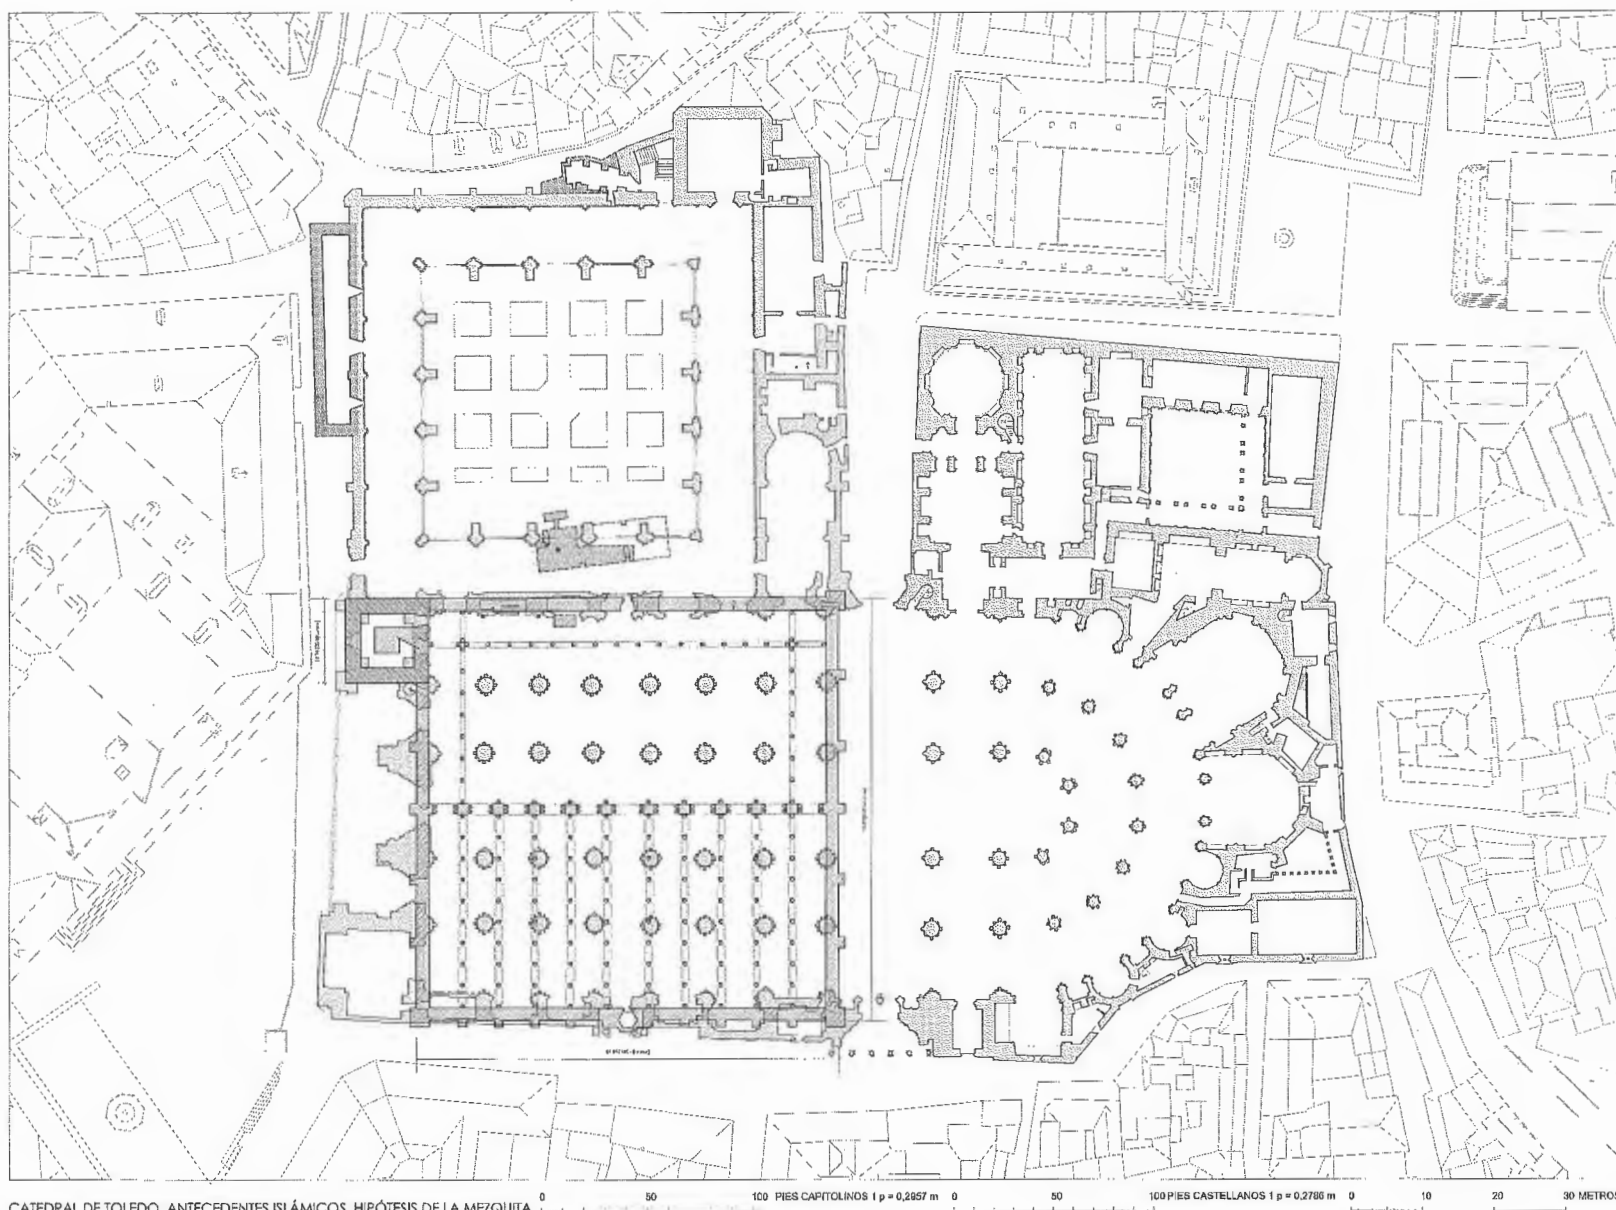 CATEDRAL DE TOLEDO. ANTECEDENTES ISLÁMICOS. HIPÓTESIS DE LA MEZQUITA
0 50 100 PIES CAPITOLINOS 1 p = 0,2957 m
0 50 100 PIES CASTELLANOS 1 p = 0,2786 m
0 10 20 30 METROS